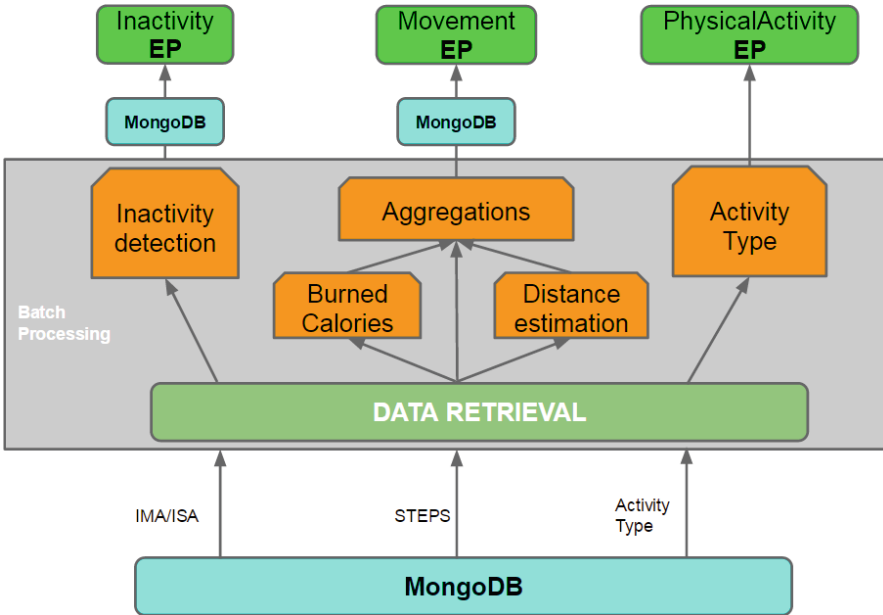 Inactivity
EP
Movement
EP
PhysicalActivity
EP
MongoDB
MongoDB
Inactivity
detection
Aggregations
Activity
Type
Burned
Calories
Distance
estimation
Batch
Processing
DATA RETRIEVAL
IMA/ISA
STEPS
Activity
Type
MongoDB